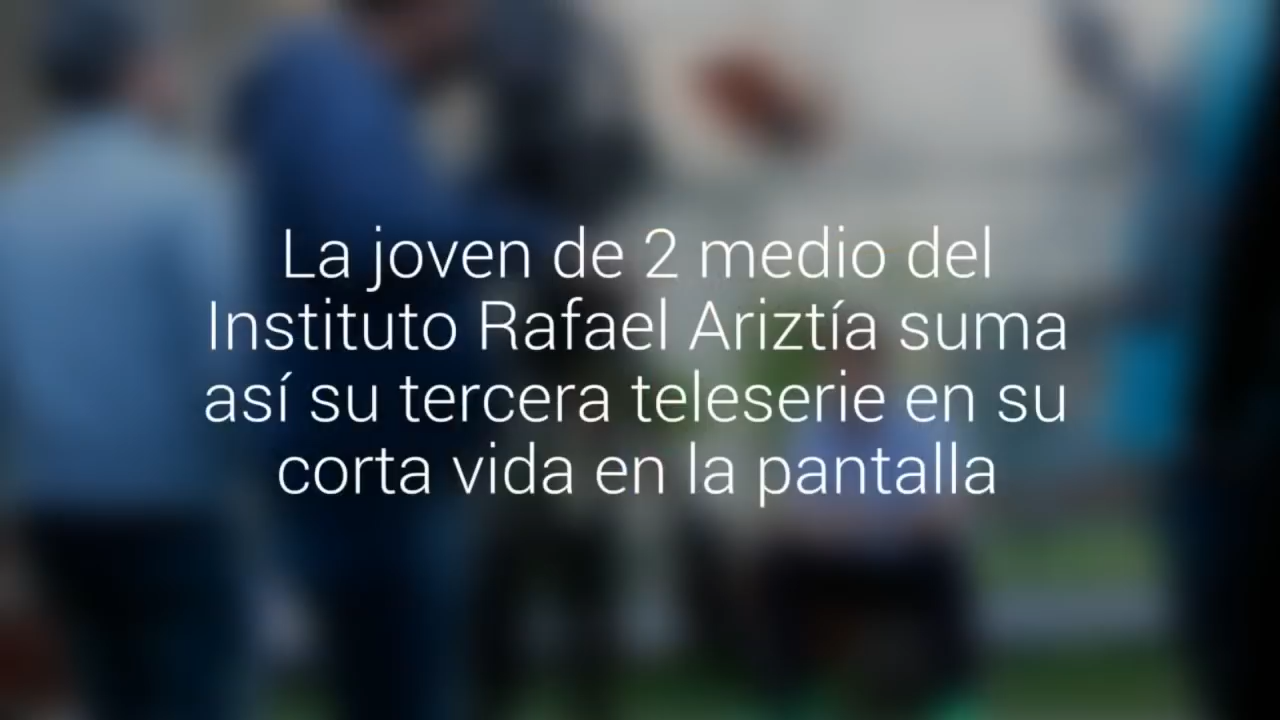 La joven de 2 medio del
Instituto Rafael Ariztía suma
así su tercera teleserie en su
corta vida en la pantalla